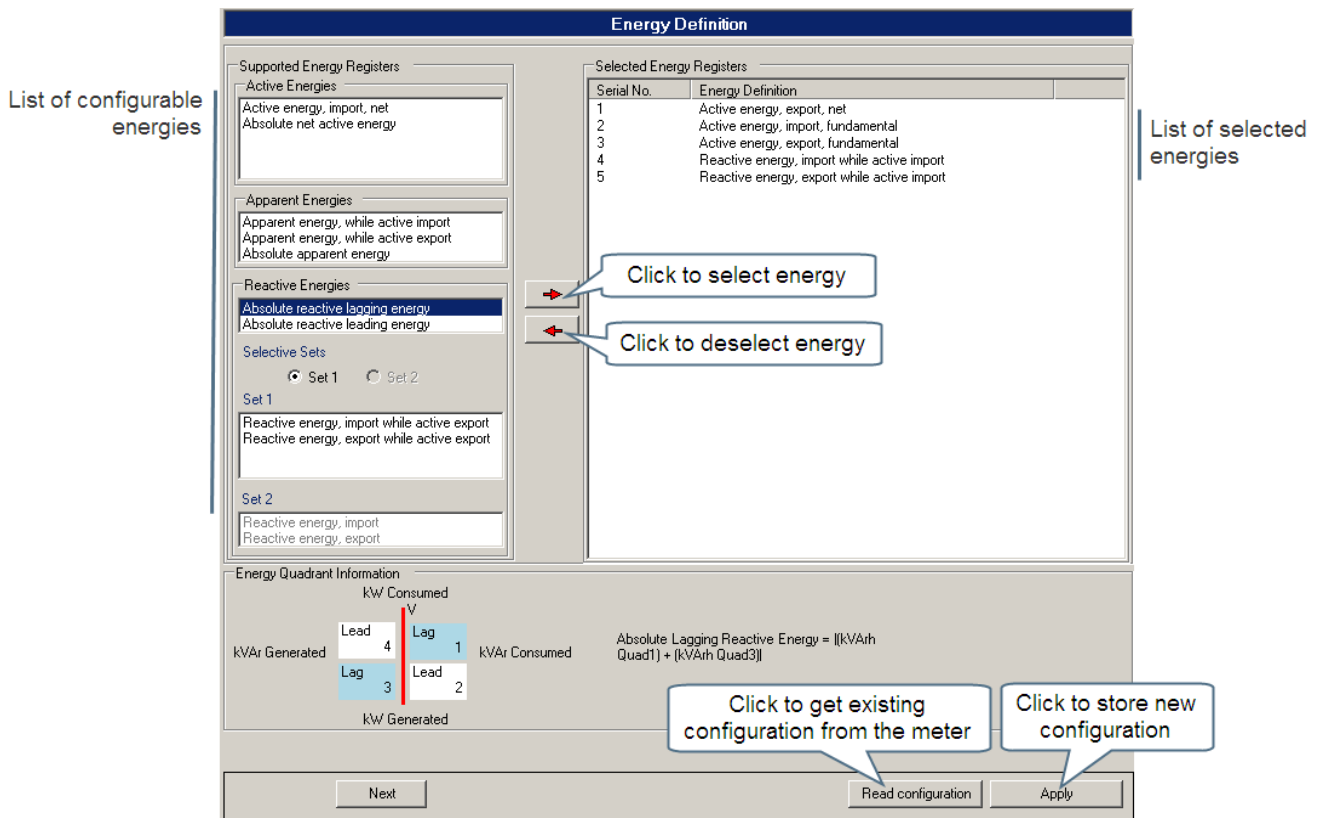 Energy Definition
List of configurable
energies
Supported Energy Registers
Active Energies
Active energy, import, net
Absolute net active energy
Apparent Energies
Apparent energy, while active import
Apparent energy, while active export
Absolute apparent energy
Reactive Energies
Absolute reactive lagging energy
Absolute reactive leading energy
Selective Sets
Set 1 Set 2
Set 1
Reactive energy, import while active export
Reactive energy, export while active export
Set 2
Reactive energy, import
Reactive energy, export
Click to select energy
Click to deselect energy
Selected Energy Registers
Serial No. Energy Definition
1 Active energy, export, net
2 Active energy, import, fundamental
3 Active energy, export, fundamental
4 Reactive energy, import while active import
5 Reactive energy, export while active import
List of selected
energies
Energy Quadrant Information
kW Consumed
V
Lead 4 Lag 1
kVAr Generated kVAr Consumed
Lag 3 Lead 2
kW Generated
Absolute Lagging Reactive Energy = |(kVArh
Quad1) + (kVArh Quad3)|
Click to get existing
configuration from the meter
Click to store new
configuration
Next Read configuration Apply